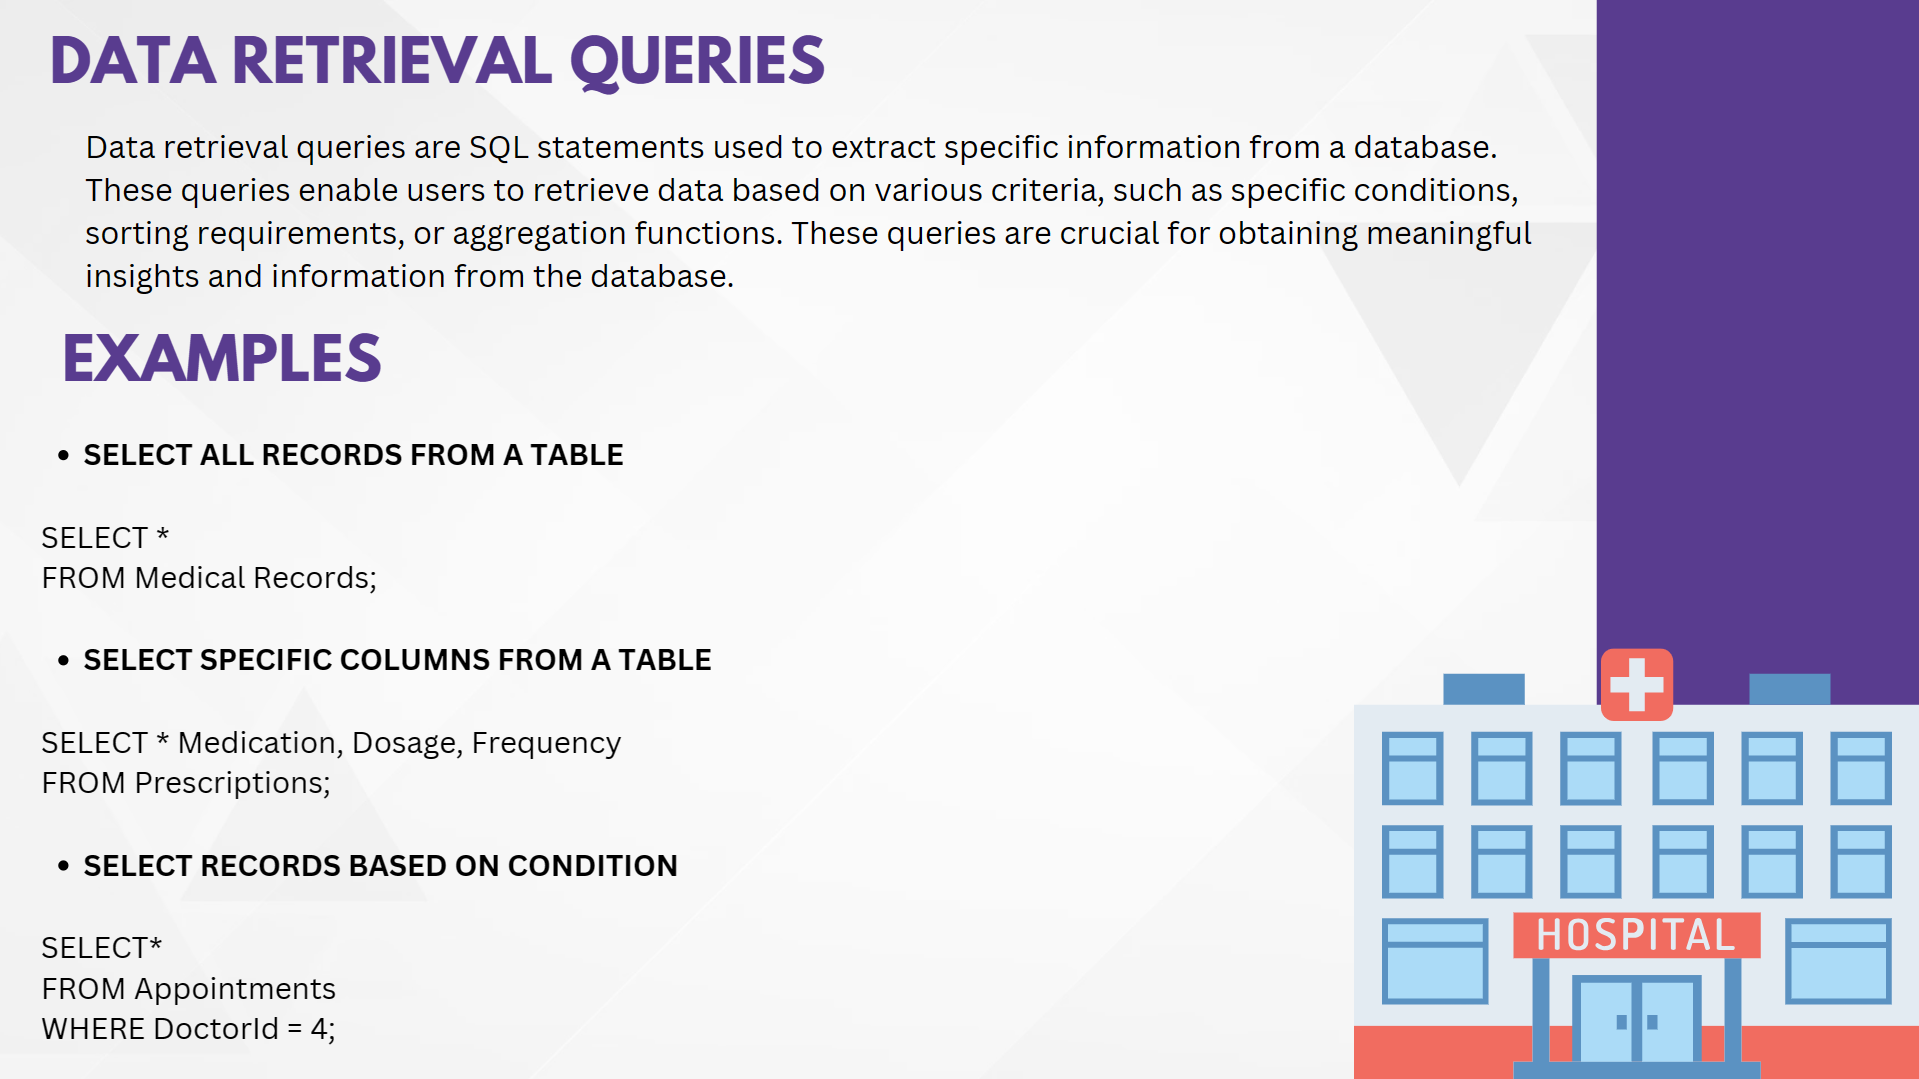 DATA RETRIEVAL QUERIES
Data retrieval queries are SQL statements used to extract specific information from a database.
These queries enable users to retrieve data based on various criteria, such as specific conditions,
sorting requirements, or aggregation functions. These queries are crucial for obtaining meaningful
insights and information from the database.
EXAMPLES
• SELECT ALL RECORDS FROM A TABLE
SELECT *
FROM Medical Records;
• SELECT SPECIFIC COLUMNS FROM A TABLE
SELECT * Medication, Dosage, Frequency
FROM Prescriptions;
• SELECT RECORDS BASED ON CONDITION
SELECT*
FROM Appointments
WHERE DoctorId = 4;
HOSPITAL